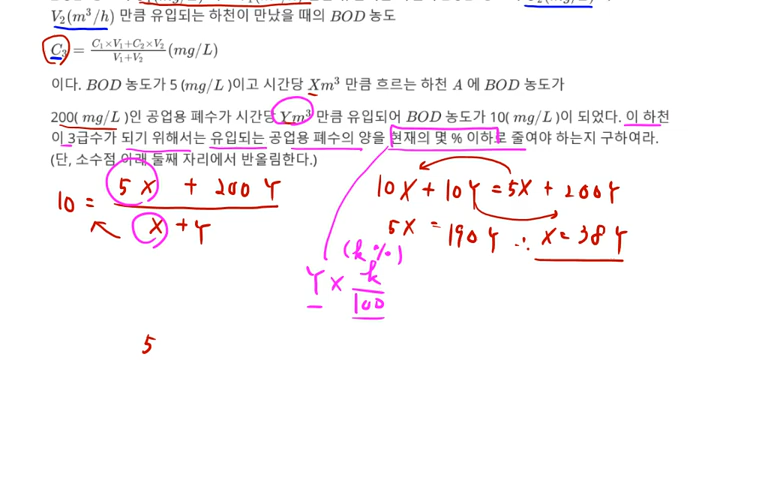 V₂(m³/h) 만큼 유입되는 하천이 만났을 때의 BOD 농도
C₃ = (C₁×V₁+C₂×V₂)/(V₁+V₂) (mg/L)
이다. BOD 농도가 5 (mg/L)이고 시간당 Xm³ 만큼 흐르는 하천 A 에 BOD 농도가
200( mg/L )인 공업용 폐수가 시간당 Ym³ 만큼 유입되어 BOD 농도가 10( mg/L )이 되었다. 이 하천
이 3급수가 되기 위해서는 유입되는 공업용 폐수의 양을 현재의 몇 % 이하로 줄여야 하는지 구하여라.
(단, 소수점 아래 둘째 자리에서 반올림한다.)
10 = (5X + 200Y)/(X + Y)
10X + 10Y = 5X + 200Y
5X = 190Y ∴ X = 38Y
(k %)
Y × k/100
5